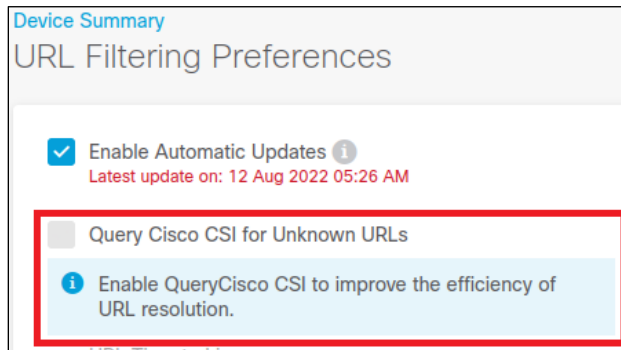 Device Summary
URL Filtering Preferences
Enable Automatic Updates
Latest update on: 12 Aug 2022 05:26 AM
Query Cisco CSI for Unknown URLs
Enable QueryCisco CSI to improve the efficiency of
URL resolution.